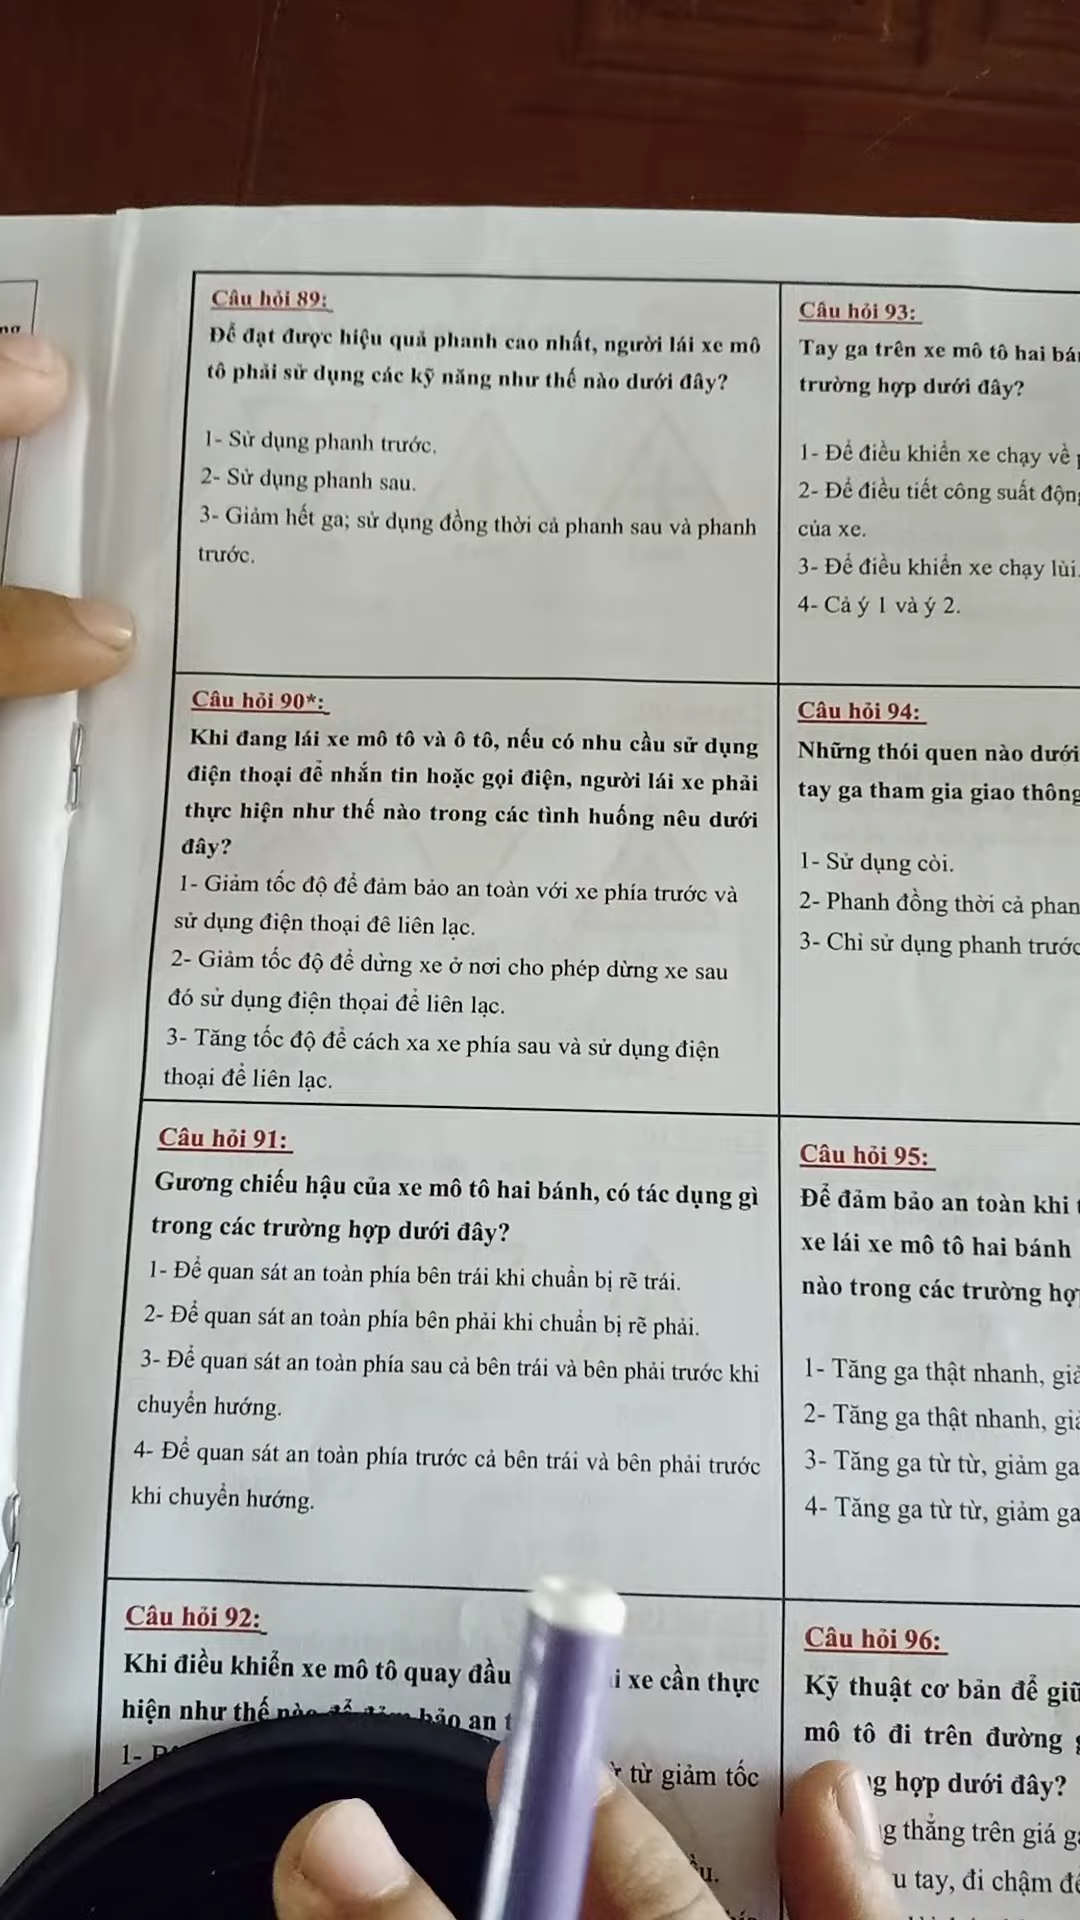 Câu hỏi 89:
Để đạt được hiệu quả phanh cao nhất, người lái xe mô
tô phải sử dụng các kỹ năng như thế nào dưới đây?
1- Sử dụng phanh trước.
2- Sử dụng phanh sau.
3- Giảm hết ga; sử dụng đồng thời cả phanh sau và phanh
trước.
Câu hỏi 90*:
Khi đang lái xe mô tô và ô tô, nếu có nhu cầu sử dụng
điện thoại để nhắn tin hoặc gọi điện, người lái xe phải
thực hiện như thế nào trong các tình huống nêu dưới
đây?
1- Giảm tốc độ để đảm bảo an toàn với xe phía trước và
sử dụng điện thoại đê liên lạc.
2- Giảm tốc độ để dừng xe ở nơi cho phép dừng xe sau
đó sử dụng điện thọai để liên lạc.
3- Tăng tốc độ để cách xa xe phía sau và sử dụng điện
thoại để liên lạc.
Câu hỏi 91:
Gương chiếu hậu của xe mô tô hai bánh, có tác dụng gì
trong các trường hợp dưới đây?
1- Để quan sát an toàn phía bên trái khi chuẩn bị rẽ trái.
2- Để quan sát an toàn phía bên phải khi chuẩn bị rẽ phải.
3- Để quan sát an toàn phía sau cả bên trái và bên phải trước khi
chuyển hướng.
4- Để quan sát an toàn phía trước cả bên trái và bên phải trước
khi chuyển hướng.
Câu hỏi 92:
Khi điều khiển xe mô tô quay đầu xe cần thực
hiện như thế bảo an
1-
từ giảm tốc
Câu hỏi 93:
Tay ga trên xe mô tô hai
trường hợp dưới đây?
1- Để điều khiển xe chạy về
2- Để điều tiết công suất
của xe.
3- Để điều khiển xe chạy lùi.
4- Cả ý 1 và ý 2.
Câu hỏi 94:
Những thói quen nào dưới
tay ga tham gia giao thông
1- Sử dụng còi.
2- Phanh đồng thời cả
3- Chỉ sử dụng phanh trước
Câu hỏi 95:
Để đảm bảo an toàn khi
xe lái xe mô tô hai bánh
nào trong các trường
1- Tăng ga thật nhanh,
2- Tăng ga thật nhanh,
3- Tăng ga từ từ, giảm ga
4- Tăng ga từ từ, giảm ga
Câu hỏi 96:
Kỹ thuật cơ bản để
mô tô đi trên đường
hợp dưới đây?
thẳng trên giá
tay, đi chậm